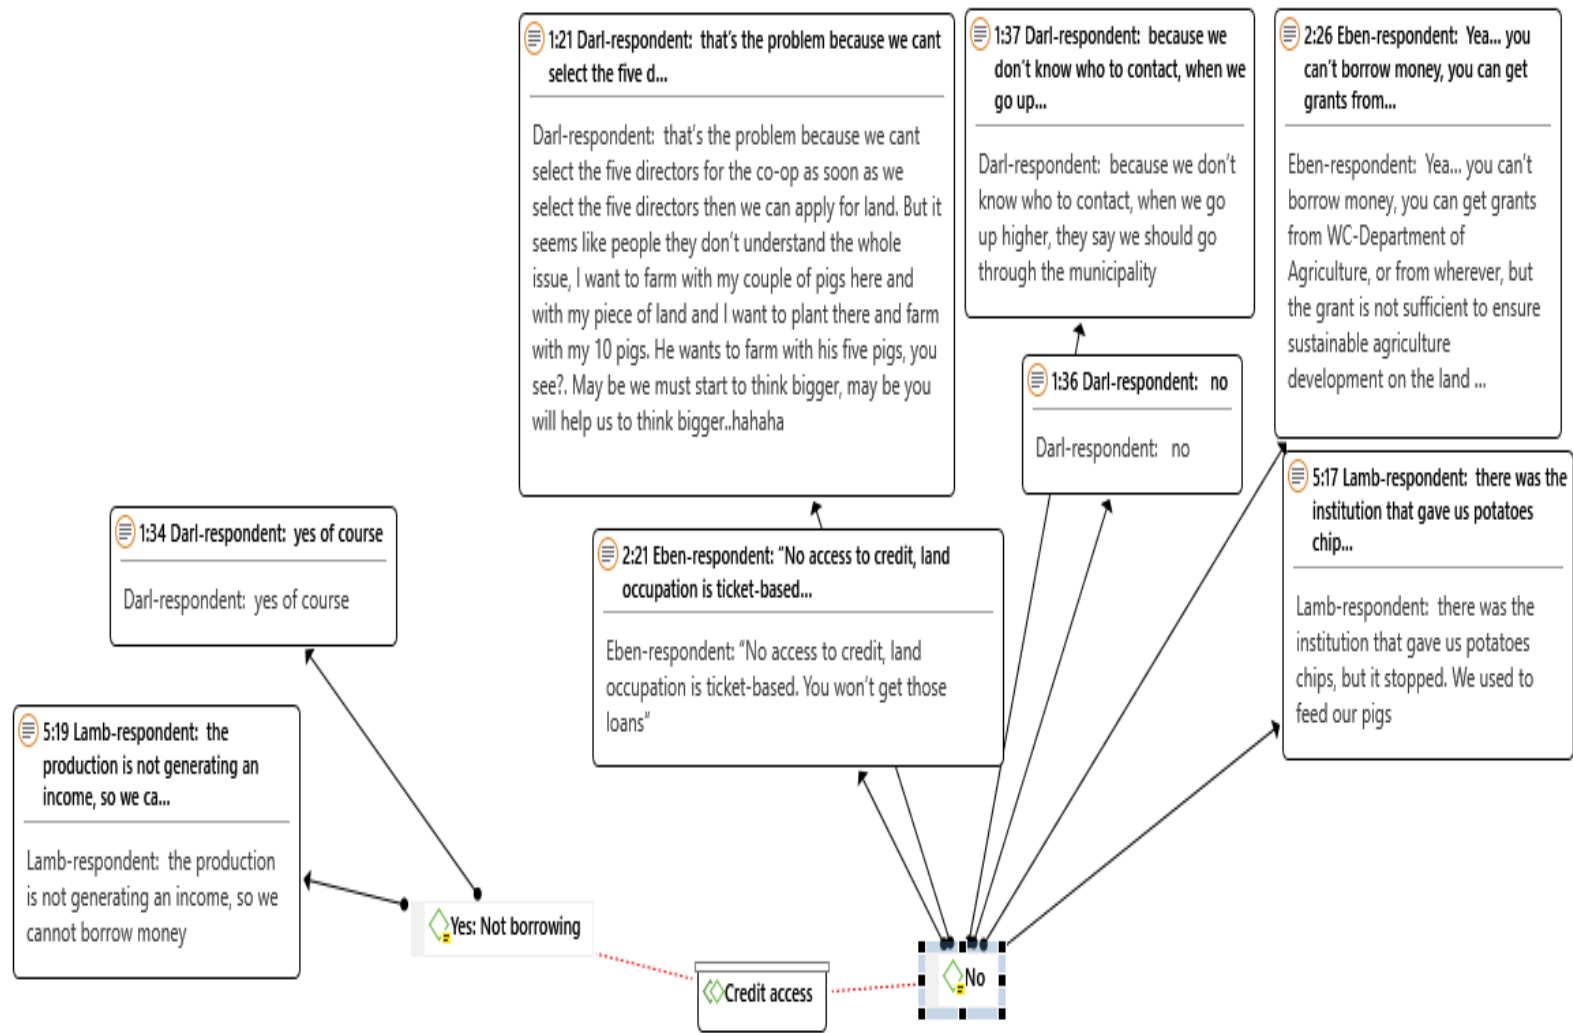 1:21 Darl-respondent: that's the problem because we cant
select the five d...
Darl-respondent: that's the problem because we cant
select the five directors for the co-op as soon as we
select the five directors then we can apply for land. But it
seems like people they don't understand the whole
issue, I want to farm with my couple of pigs here and
with my piece of land and I want to plant there and farm
with my 10 pigs. He wants to farm with his five pigs, you
see?. May be we must start to think bigger, may be you
will help us to think bigger..hahaha
1:37 Darl-respondent: because we
don't know who to contact, when we
go up...
Darl-respondent: because we don't
know who to contact, when we go
up higher, they say we should go
through the municipality
2:26 Eben-respondent: Yea... you
can't borrow money, you can get
grants from...
Eben-respondent: Yea... you can't
borrow money, you can get grants
from WC-Department of
Agriculture, or from wherever, but
the grant is not sufficient to ensure
sustainable agriculture
development on the land ...
1:36 Darl-respondent: no
Darl-respondent: no
5:17 Lamb-respondent: there was the
institution that gave us potatoes
chip...
Lamb-respondent: there was the
institution that gave us potatoes
chips, but it stopped. We used to
feed our pigs
1:34 Darl-respondent: yes of course
Darl-respondent: yes of course
2:21 Eben-respondent: "No access to credit, land
occupation is ticket-based...
Eben-respondent: "No access to credit, land
occupation is ticket-based. You won't get those
loans"
5:19 Lamb-respondent: the
production is not generating an
income, so we ca...
Lamb-respondent: the production
is not generating an income, so we
cannot borrow money
Yes: Not borrowing
Credit access
No